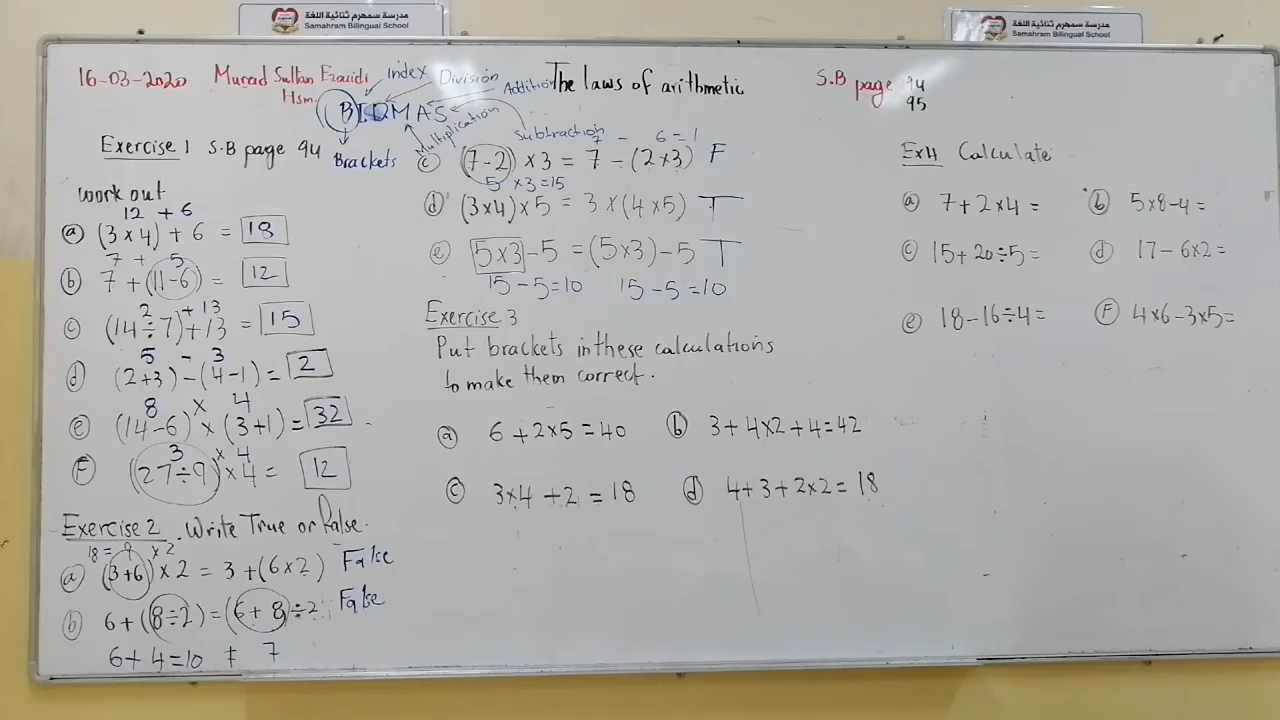 مدرسة سمهرم ثنائية اللغة
Samahram Bilingual School
مدرسة سمهرم ثنائية اللغة
Samahram Bilingual School
16-03-2020 Murad Sultan Ezauidi
Hsm.
Index
Division
Addition
BIDMAS
Multiplication
Subtraction
Brackets
The laws of arithmetic
S.B page 94
95
Exercise 1 S.B page 94
work out
12 + 6
a (3 × 4) + 6 = 18
7 + 5
b 7 + (11-6) = 12
2 + 13
c (14 ÷ 7) + 13 = 15
5 - 3
d (2+3) - (4-1) = 2
8 × 4
e (14-6) × (3+1) = 32
3 × 4
F (27÷9) × 4 = 12
Exercise 2. Write True or False.
18 = 9 × 2
a) (3+6) × 2 = 3 + (6×2) False
b) 6 + (8÷2) = (6 + 8) ÷ 2 False
6 + 4 = 10 ≠ 7
7 - 6 = 1
c (7-2) × 3 = 7 - (2×3) F
5 × 3 = 15
d) (3×4) × 5 = 3 × (4 × 5) T
e 5 × 3 - 5 = (5×3) - 5 T
15 - 5 = 10 15 - 5 = 10
Exercise 3
Put brackets in these calculations
to make them correct.
a 6 + 2×5 = 40 b 3 + 4×2 + 4 = 42
c 3×4 + 2 = 18 d 4 + 3 + 2×2 = 18
Ex4 Calculate
a 7 + 2 × 4 = b 5×8-4 =
c 15 + 20 ÷ 5 = d 17 - 6×2 =
e 18 - 16 ÷ 4 = F 4×6 - 3×5 =